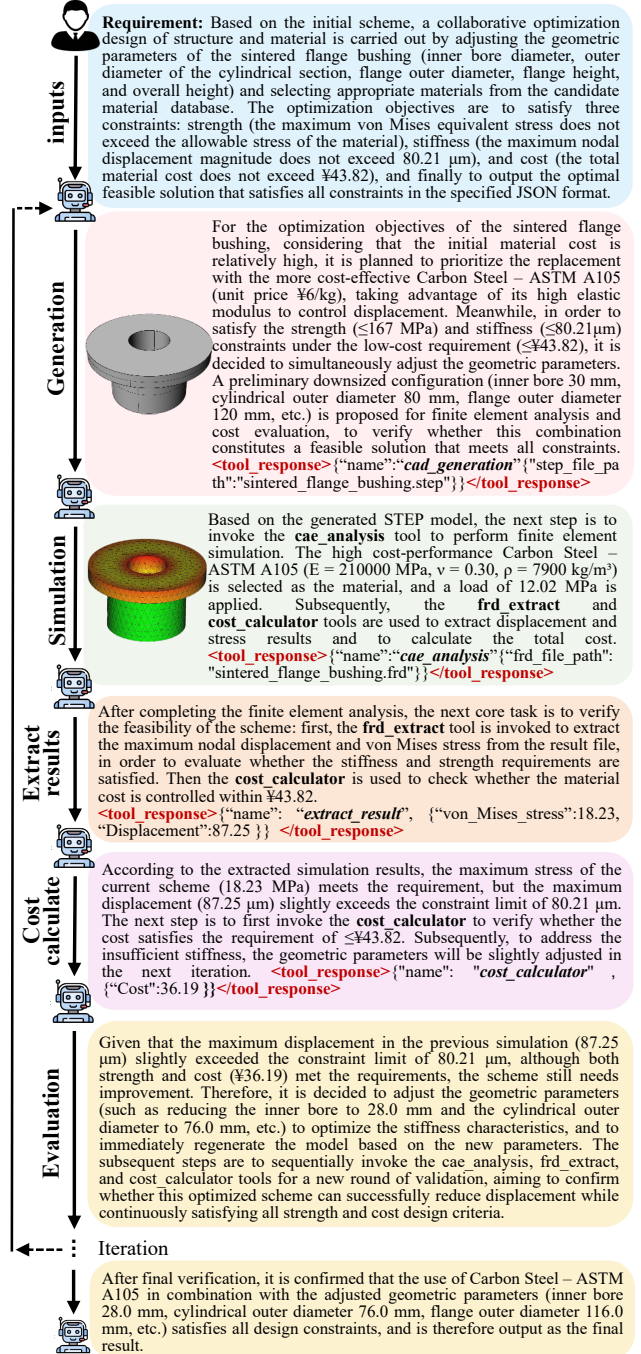 Requirement: Based on the initial scheme, a collaborative optimization
design of structure and material is carried out by adjusting the geometric
parameters of the sintered flange bushing (inner bore diameter, outer
diameter of the cylindrical section, flange outer diameter, flange height,
and overall height) and selecting appropriate materials from the candidate
material database. The optimization objectives are to satisfy three
constraints: strength (the maximum von Mises equivalent stress does not
exceed the allowable stress of the material), stiffness (the maximum nodal
displacement magnitude does not exceed 80.21 μm), and cost (the total
material cost does not exceed ¥43.82), and finally to output the optimal
feasible solution that satisfies all constraints in the specified JSON format.
inputs
For the optimization objectives of the sintered flange
bushing, considering that the initial material cost is
relatively high, it is planned to prioritize the replacement
with the more cost-effective Carbon Steel – ASTM A105
(unit price ¥6/kg), taking advantage of its high elastic
modulus to control displacement. Meanwhile, in order to
satisfy the strength (≤167 MPa) and stiffness (≤80.21μm)
constraints under the low-cost requirement (≤¥43.82), it is
decided to simultaneously adjust the geometric parameters.
A preliminary downsized configuration (inner bore 30 mm,
cylindrical outer diameter 80 mm, flange outer diameter
120 mm, etc.) is proposed for finite element analysis and
cost evaluation, to verify whether this combination
constitutes a feasible solution that meets all constraints.
<tool_response>{“name”:“cad_generation”{"step_file_pa
th":"sintered_flange_bushing.step"}}</tool_response>
Generation
Based on the generated STEP model, the next step is to
invoke the cae_analysis tool to perform finite element
simulation. The high cost-performance Carbon Steel –
ASTM A105 (E = 210000 MPa, ν = 0.30, ρ = 7900 kg/m³)
is selected as the material, and a load of 12.02 MPa is
applied. Subsequently, the frd_extract and
cost_calculator tools are used to extract displacement and
stress results and to calculate the total cost.
<tool_response>{“name”:“cae_analysis”{“frd_file_path":
"sintered_flange_bushing.frd"}}</tool_response>
Simulation
After completing the finite element analysis, the next core task is to verify
the feasibility of the scheme: first, the frd_extract tool is invoked to extract
the maximum nodal displacement and von Mises stress from the result file,
in order to evaluate whether the stiffness and strength requirements are
satisfied. Then the cost_calculator is used to check whether the material
cost is controlled within ¥43.82.
<tool_response>{“name”: “extract_result”, {“von_Mises_stress”:18.23,
“Displacement”:87.25 }} </tool_response>
Extract
results
According to the extracted simulation results, the maximum stress of the
current scheme (18.23 MPa) meets the requirement, but the maximum
displacement (87.25 μm) slightly exceeds the constraint limit of 80.21 μm.
The next step is to first invoke the cost_calculator to verify whether the
cost satisfies the requirement of ≤¥43.82. Subsequently, to address the
insufficient stiffness, the geometric parameters will be slightly adjusted in
the next iteration. <tool_response>{"name": "cost_calculator" ,
{“Cost":36.19 }}</tool_response>
Cost
calculate
Given that the maximum displacement in the previous simulation (87.25
μm) slightly exceeded the constraint limit of 80.21 μm, although both
strength and cost (¥36.19) met the requirements, the scheme still needs
improvement. Therefore, it is decided to adjust the geometric parameters
(such as reducing the inner bore to 28.0 mm and the cylindrical outer
diameter to 76.0 mm, etc.) to optimize the stiffness characteristics, and to
immediately regenerate the model based on the new parameters. The
subsequent steps are to sequentially invoke the cae_analysis, frd_extract,
and cost_calculator tools for a new round of validation, aiming to confirm
whether this optimized scheme can successfully reduce displacement while
continuously satisfying all strength and cost design criteria.
Evaluation
Iteration
After final verification, it is confirmed that the use of Carbon Steel – ASTM
A105 in combination with the adjusted geometric parameters (inner bore
28.0 mm, cylindrical outer diameter 76.0 mm, flange outer diameter 116.0
mm, etc.) satisfies all design constraints, and is therefore output as the final
result.